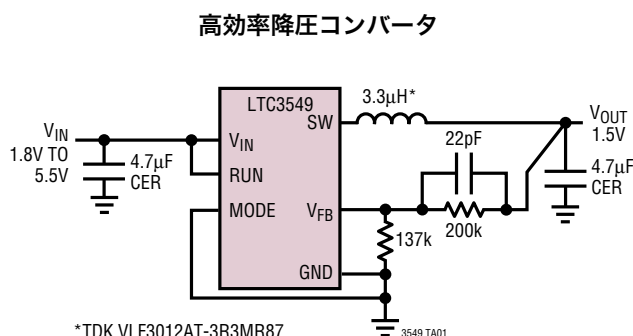 高効率降圧コンバータ
LTC3549
SW
3.3μH*
VOUT
1.5V
VIN
1.8V TO
5.5V
4.7μF
CER
VIN
RUN
MODE
VFB
GND
22pF
200k
137k
4.7μF
CER
*TDK VLF3012AT-3R3MR87
3549 TA01